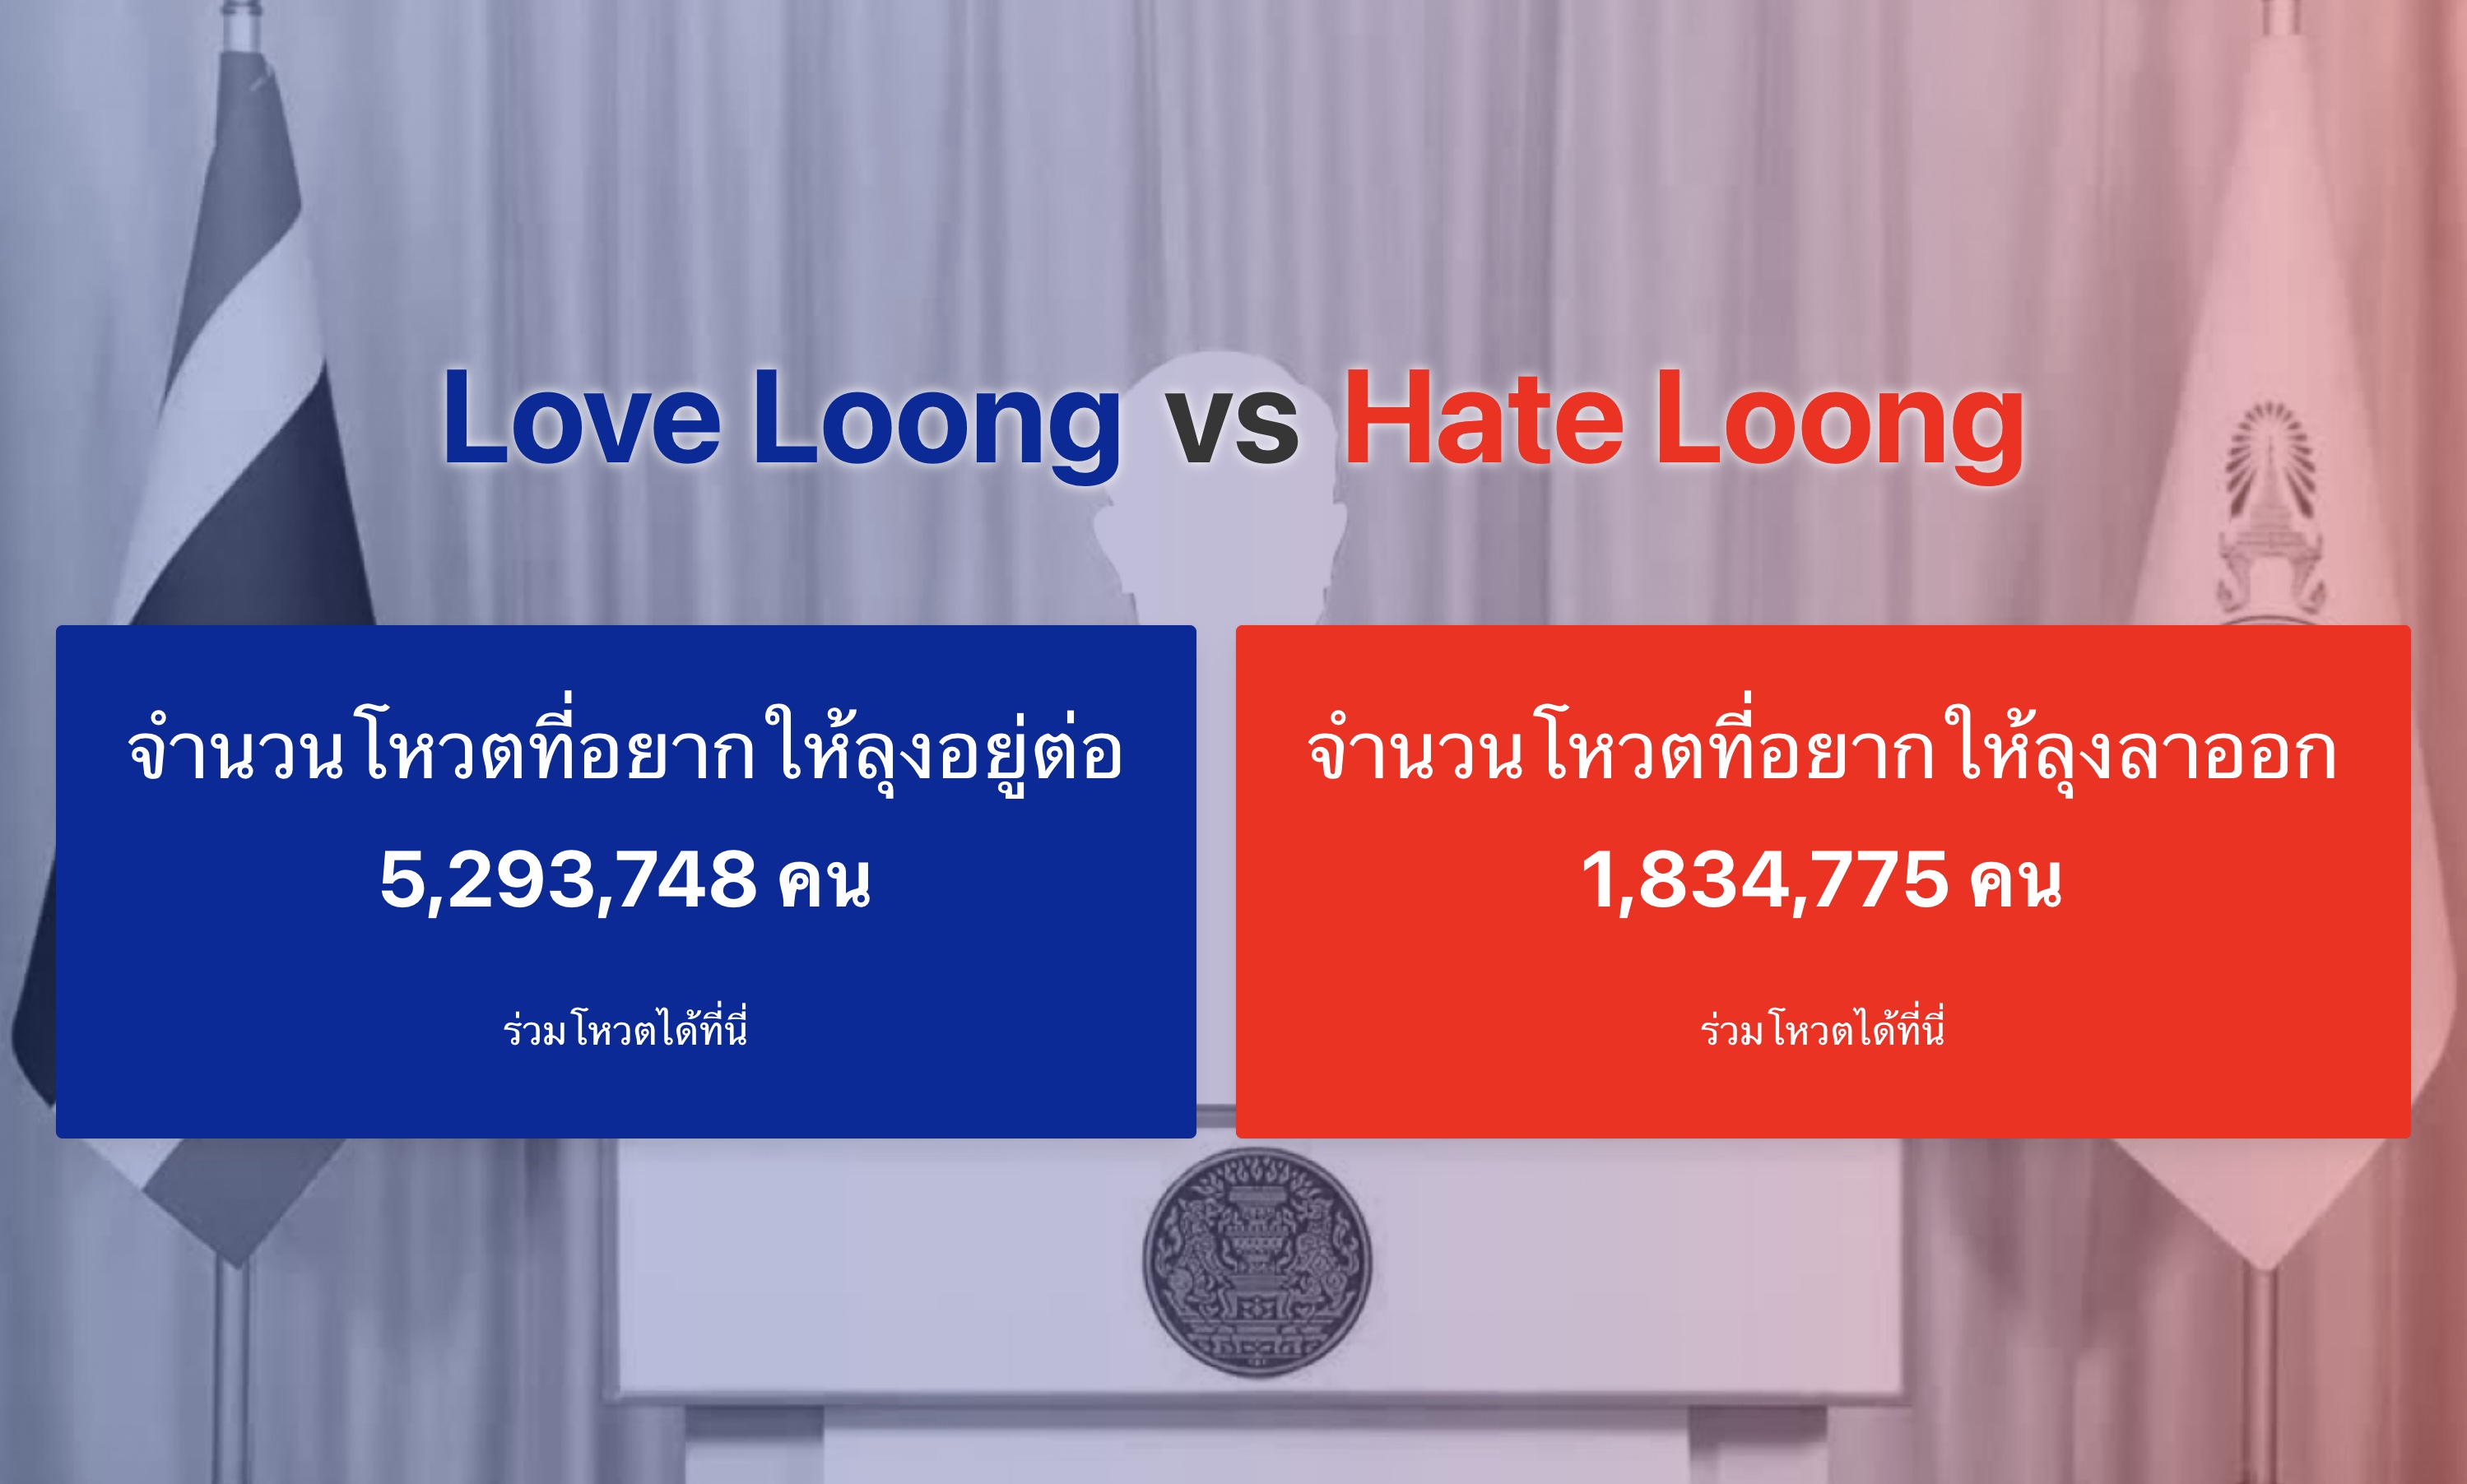 Love Loong vs Hate Loong
จำนวนโหวตที่อยากให้ลุงอยู่ต่อ
5,293,748 คน
ร่วมโหวตได้ที่นี่
จำนวนโหวตที่อยากให้ลุงลาออก
1,834,775 คน
ร่วมโหวตได้ที่นี่